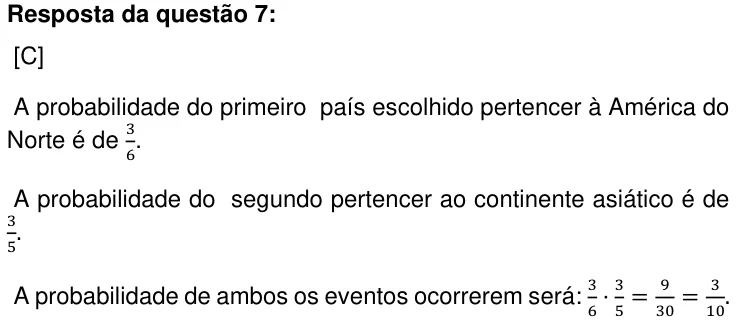 Resposta da questão 7:
[C]
A probabilidade do primeiro país escolhido pertencer à América do
Norte é de 3/6.
A probabilidade do segundo pertencer ao continente asiático é de
3/5.
A probabilidade de ambos os eventos ocorrerem será: 3/6 · 3/5 = 9/30 = 3/10.